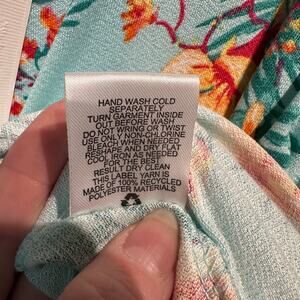 HAND WASH COLD
SEPARATELY
TURN GARMENT INSIDE
OUT BEFORE WASH
DO NOT WRING OR TWIST
USE ONLY NON-CHLORINE
BLEACH WHEN NEEDED
RESHAPE AND DRY FLAT
COOL IRON AS NEEDED
FOR THE BEST
RESULT, DRY CLEAN
THIS LABEL YARN IS
MADE OF 100% RECYCLED
POLYESTER MATERIALS